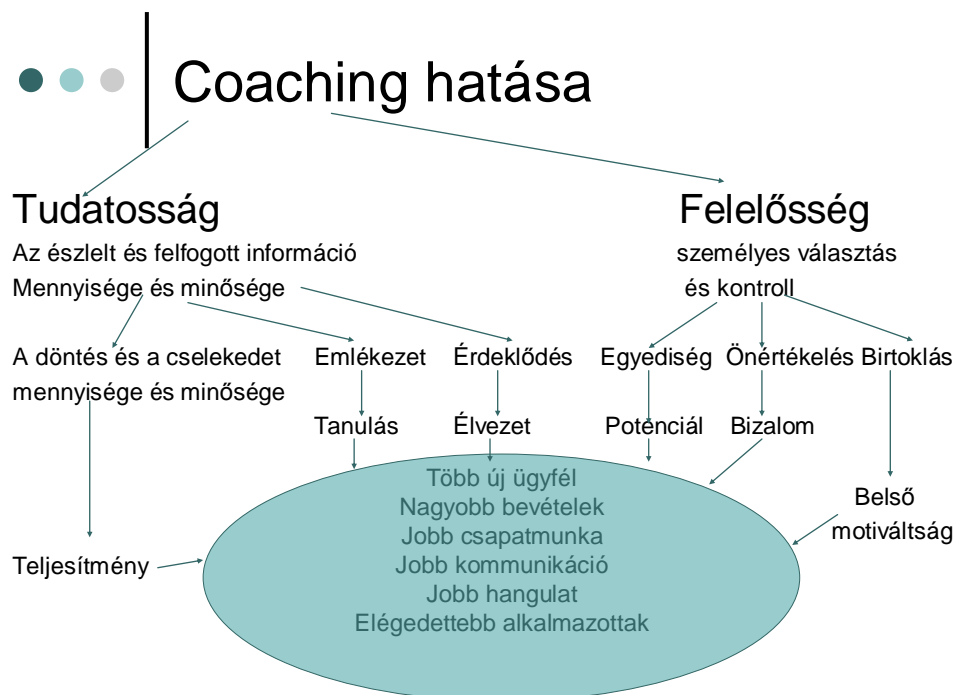 Coaching hatása
Tudatosság
Az észlelt és felfogott információ
Mennyisége és minősége
Felelősség
személyes választás
és kontroll
A döntés és a cselekedet
mennyisége és minősége
Emlékezet
Érdeklődés
Egyediség
Önértékelés
Birtoklás
Tanulás
Élvezet
Potenciál
Bizalom
Több új ügyfél
Nagyobb bevételek
Jobb csapatmunka
Jobb kommunikáció
Jobb hangulat
Elégedettebb alkalmazottak
Belső
motiváltság
Teljesítmény